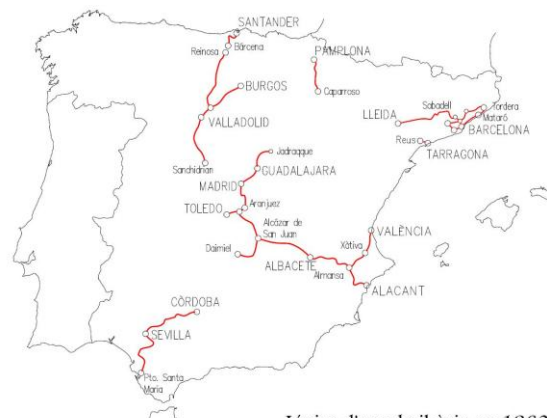 SANTANDER
Bárcena
Reinosa
PAMPLONA
BURGOS
Caparroso
LLEIDA
Sabadell
Tordera
Mataró
BARCELONA
VALLADOLID
Reus
TARRAGONA
Sanchidrian
Jadraque
GUADALAJARA
MADRID
Aranjuez
TOLEDO
Alcázar de
San Juan
VALÈNCIA
Xàtiva
Daimiel
ALBACETE
Almansa
ALACANT
CÒRDOBA
SEVILLA
Pto. Santa
Maria